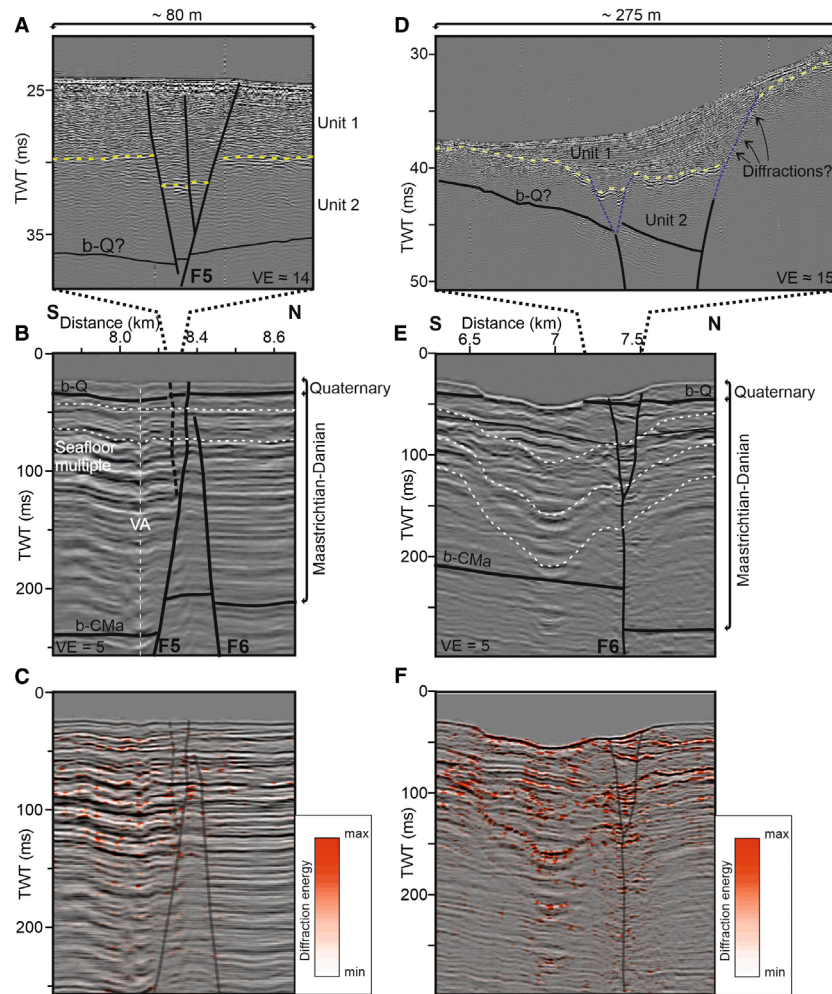 ~ 80 m
A
25
Unit 1
TWT (ms)
30
Unit 2
35
b-Q?
F5
VE ≈ 14
~ 275 m
D
30
Unit 1
TWT (ms)
40
Diffractions?
b-Q?
Unit 2
50
VE ≈ 15
S
N
B
Distance (km)
8.0
8.4
8.6
0
b-Q
Quaternary
Seafloor
multiple
100
TWT (ms)
VA
Maastrichtian-Danian
200
b-CMa
F5
F6
VE = 5
S
N
E
Distance (km)
6.5
7
7.5
0
b-Q
Quaternary
100
TWT (ms)
Maastrichtian-Danian
200
b-CMa
F6
VE = 5
C
0
100
TWT (ms)
200
Diffraction energy
max
min
F
0
100
TWT (ms)
200
Diffraction energy
max
min